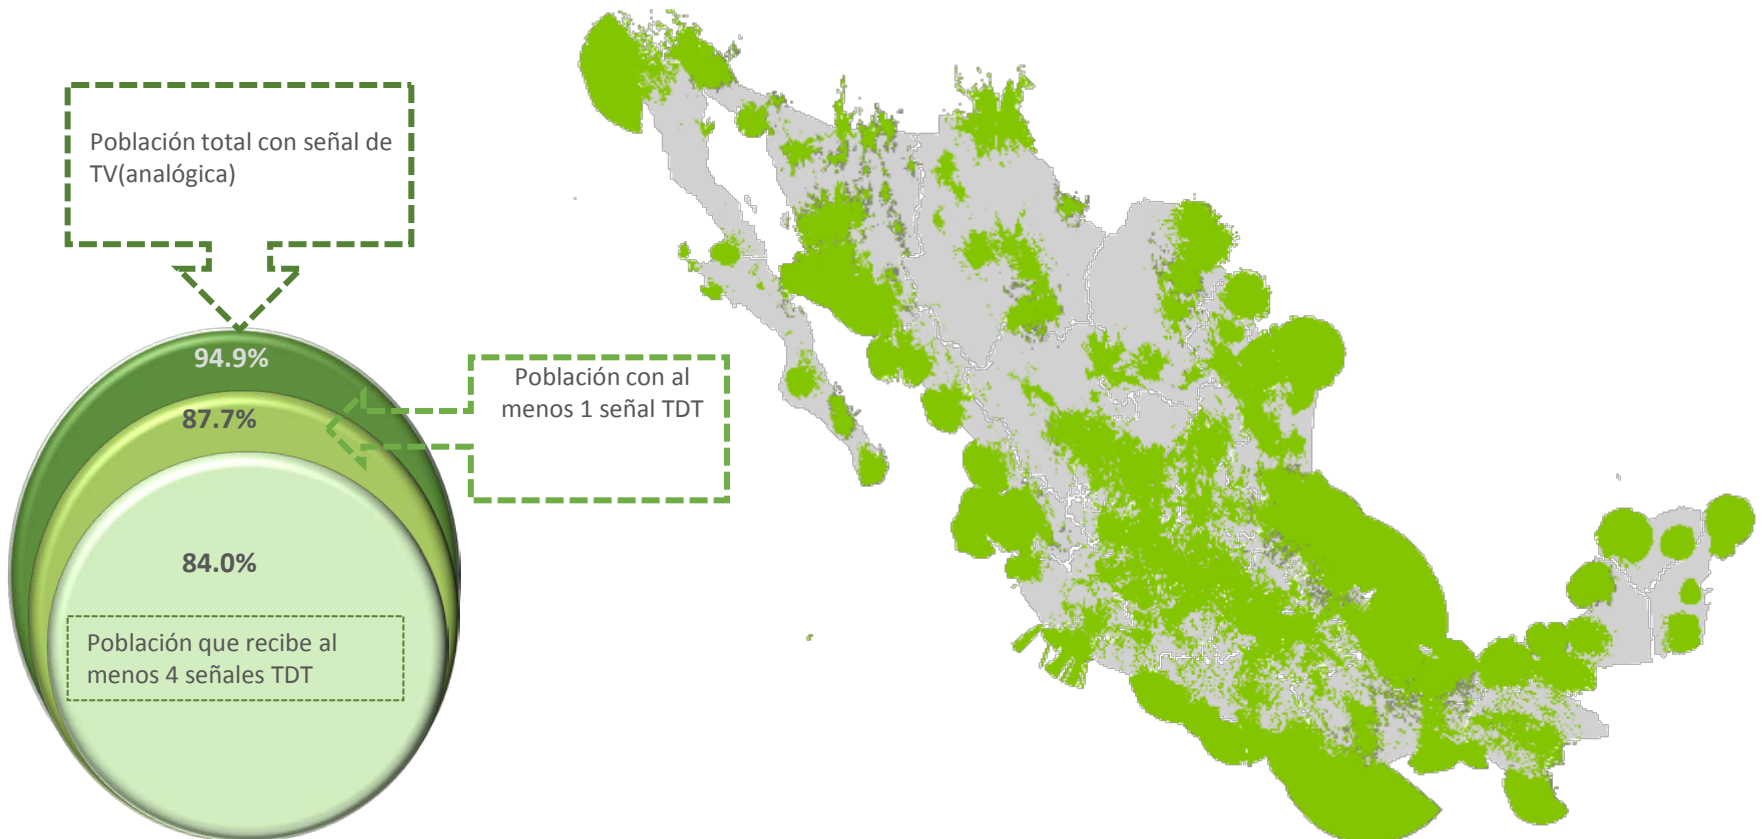 Población total con señal de
TV(analógica)
94.9%
Población con al
menos 1 señal TDT
87.7%
84.0%
Población que recibe al
menos 4 señales TDT